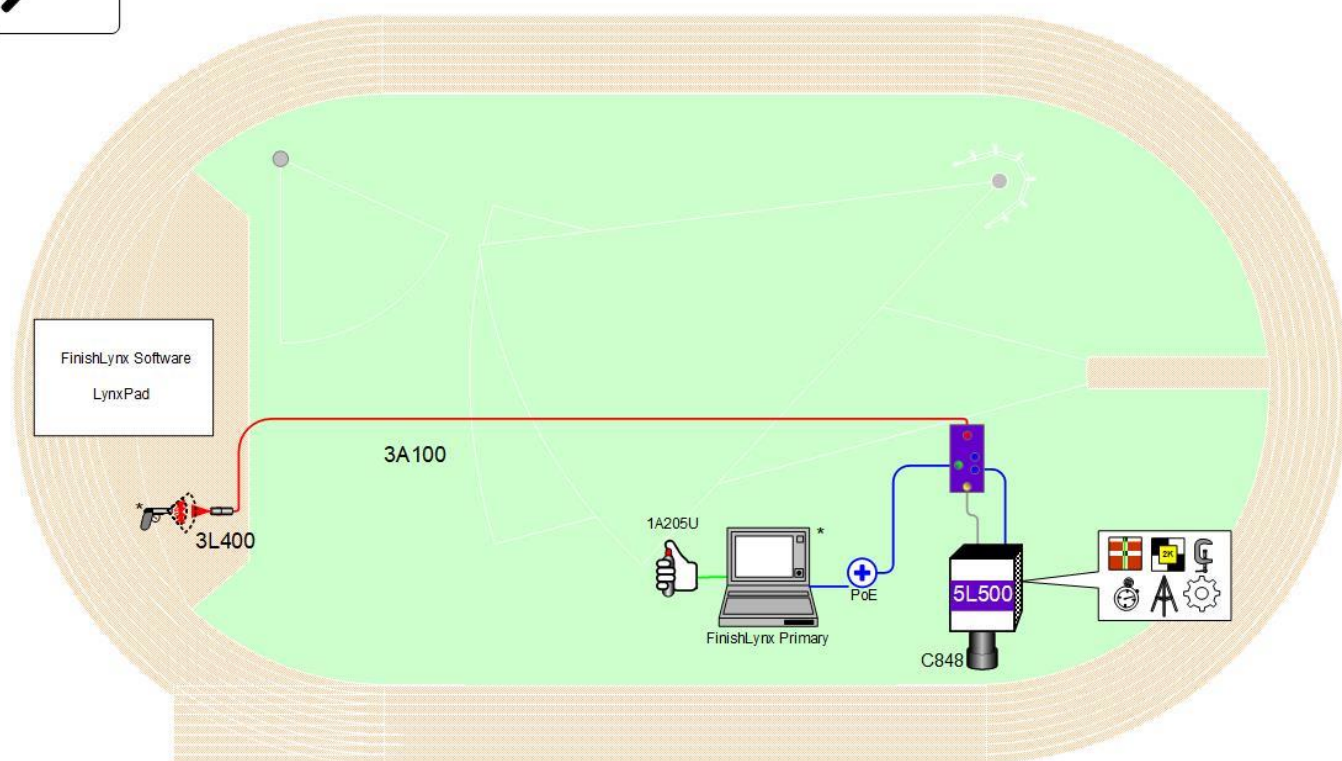 FinishLynx Software
LynxPad
3A100
*
3L400
1A205U
*
PoE
FinishLynx Primary
5L500
2K
C848